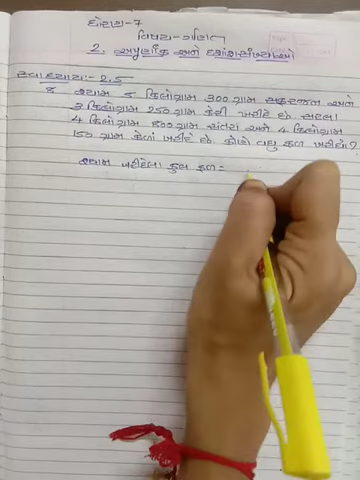 ધોરણ-7
વિષય-ગણિત
2. અપૂર્ણાંક અને દશાંશ સંખ્યાઓ
સ્વાધ્યાય:-2.5
8 શ્યામ 5 કિલોગ્રામ 300 ગ્રામ સફરજન અને
3 કિલોગ્રામ 250 ગ્રામ કેરી ખરીદે છે. સરલા
4 કિલોગ્રામ 800 ગ્રામ સંતરા અને 4 કિલોગ્રામ
150 ગ્રામ કેળાં ખરીદે છે. કોણે વધુ ફળ ખરીદ્યાં?
શ્યામે ખરીદેલા કુલ ફળ =